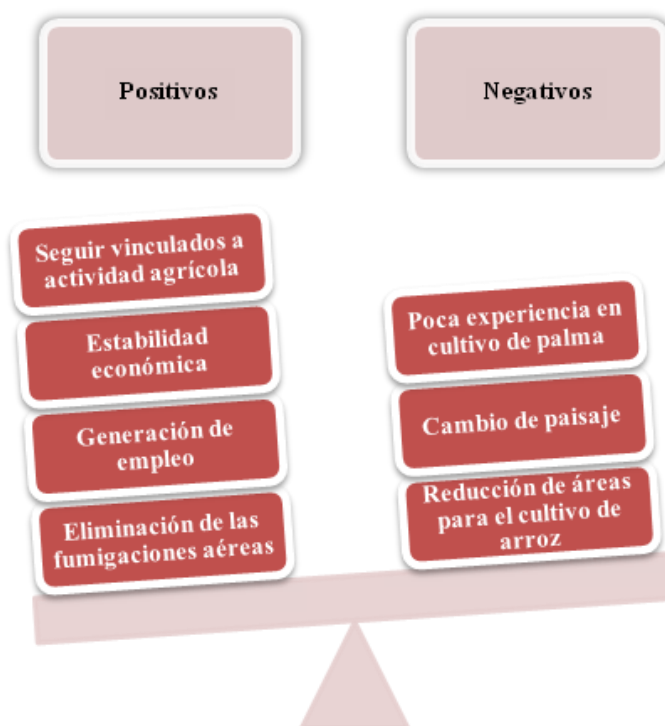 Positivos
Negativos
Seguir vinculados a
actividad agrícola
Estabilidad
económica
Generación de
empleo
Eliminación de las
fumigaciones aéreas
Poca experiencia en
cultivo de palma
Cambio de paisaje
Reducción de áreas
para el cultivo de
arroz